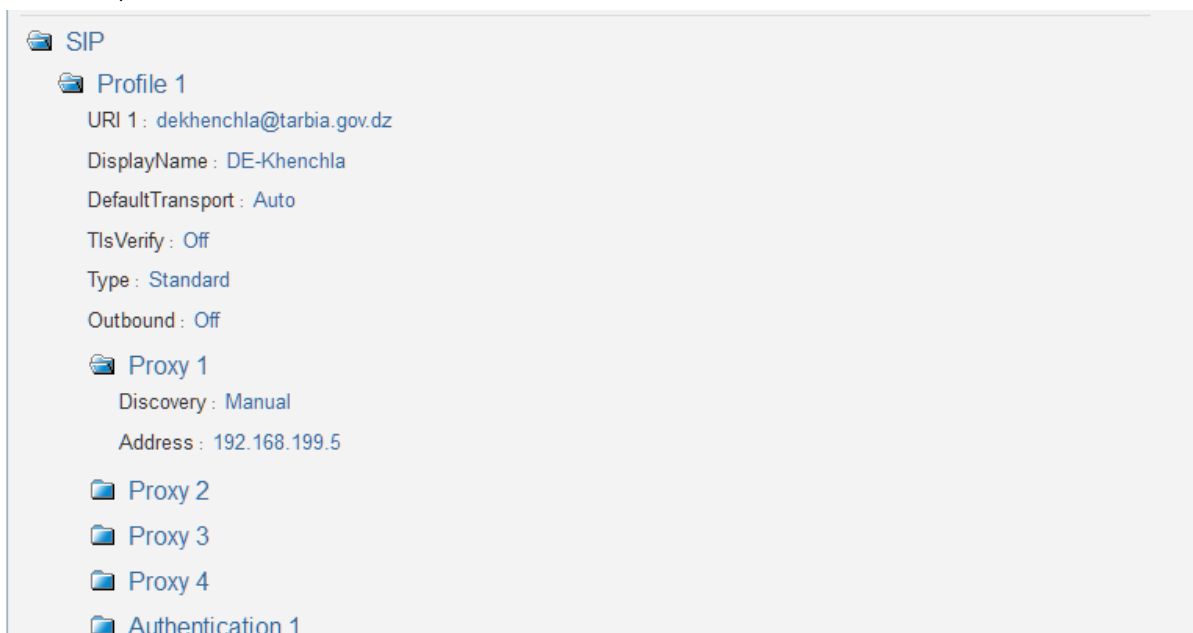 SIP
Profile 1
URI 1 : dekhenchla@tarbia.gov.dz
DisplayName : DE-Khenchla
DefaultTransport : Auto
TlsVerify : Off
Type : Standard
Outbound : Off
Proxy 1
Discovery : Manual
Address : 192.168.199.5
Proxy 2
Proxy 3
Proxy 4
Authentication 1